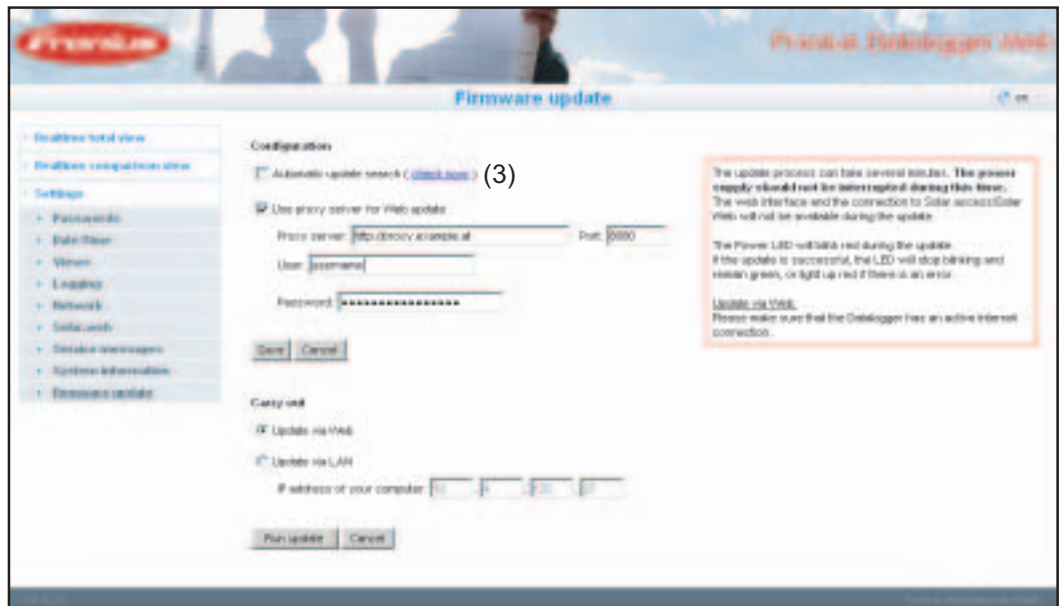 Fronius
Fronius Datalogger Web
Firmware update
en
Realtime total view
Realtime comparison view
Settings
Passwords
Date/time
Viewer
Logging
Network
Solar.web
Service messages
System information
Firmware update
Configuration
Automatic update search ( check now ) (3)
Use proxy server for Web update
Proxy server: http://proxy.example.at Port: 8080
User: username
Password: ****************
Save Cancel
Carry out
Update via Web
Update via LAN
IP address of your computer:
Run update Cancel
The update process can take several minutes. The power
supply should not be interrupted during this time.
The web interface and the connection to Solar.access/Solar.
Web will not be available during the update.
The Power LED will blink red during the update.
If the update is successful, the LED will stop blinking and
remain green, or light up red if there is an error.
Update via Web:
Please make sure that the Datalogger has an active internet
connection.